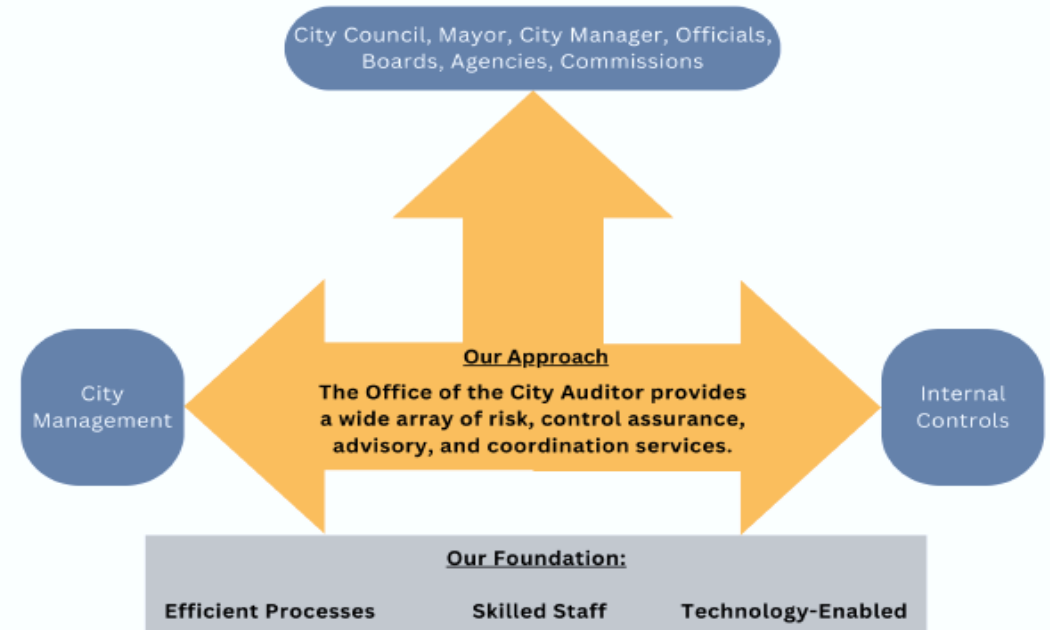 City Council, Mayor, City Manager, Officials,
Boards, Agencies, Commissions
Our Approach
The Office of the City Auditor provides
a wide array of risk, control assurance,
advisory, and coordination services.
City
Management
Internal
Controls
Our Foundation:
Efficient Processes
Skilled Staff
Technology-Enabled